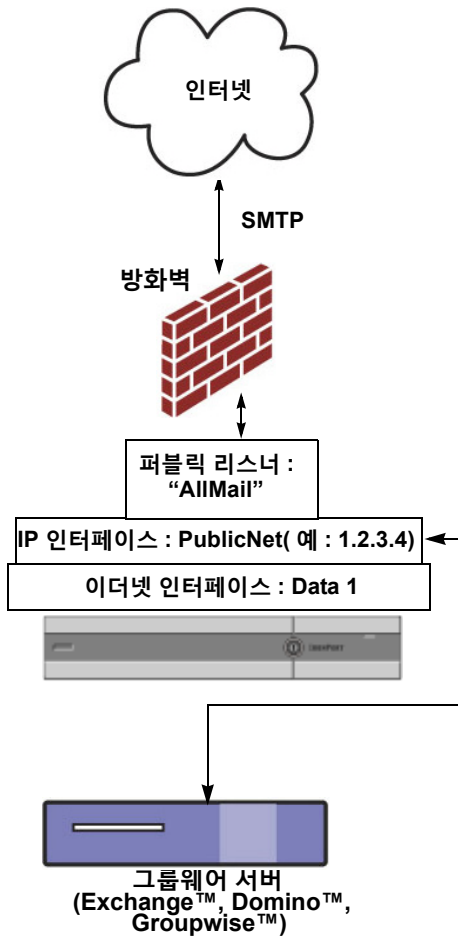 인터넷
SMTP
방화벽
퍼블릭 리스너 :
“AllMail”
IP 인터페이스 : PublicNet( 예 : 1.2.3.4)
이더넷 인터페이스 : Data 1
그룹웨어 서버
(Exchange™, Domino™,
Groupwise™)